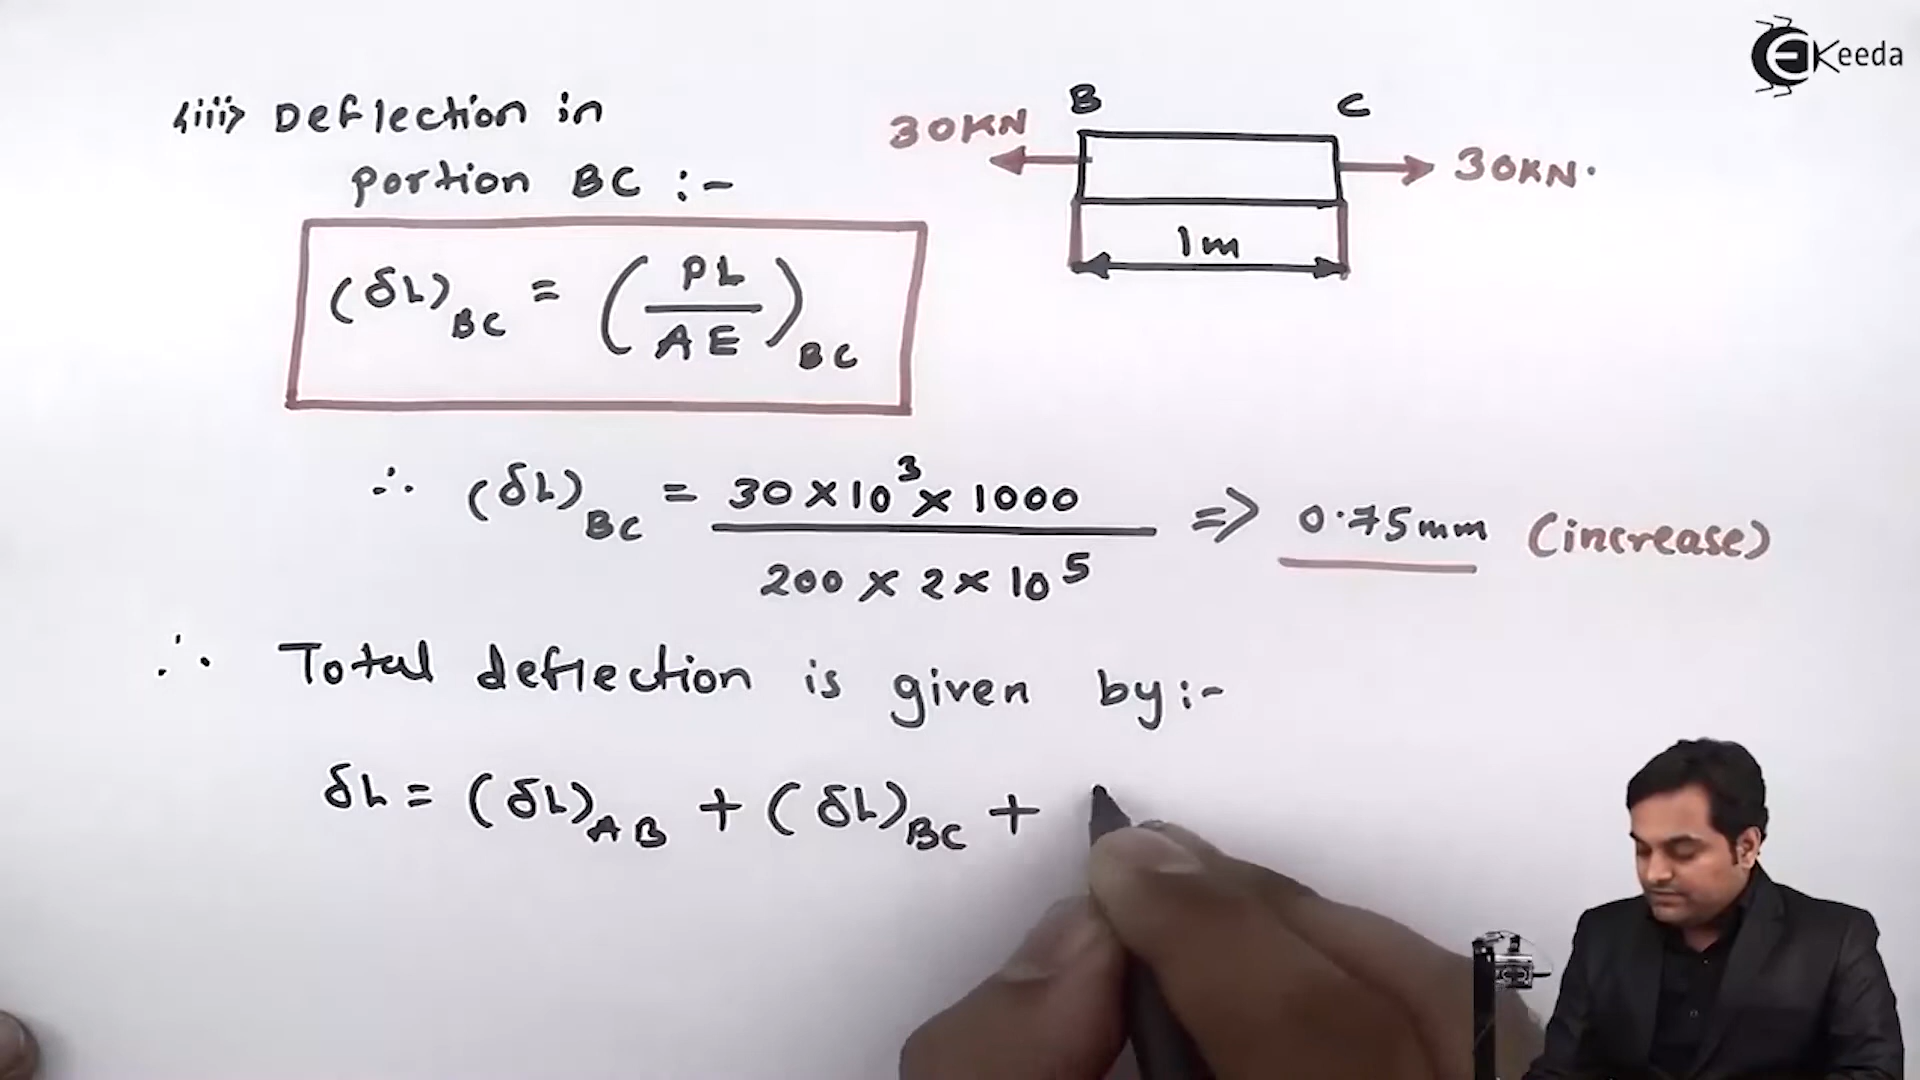 EKeeda
(iii) Deflection in
portion BC :-
B C
30KN 30KN.
1m
(δL)BC = (PL/AE)BC
∴ (δL)BC = 30×10³×1000 / 200×2×10⁵ => 0.75mm (increase)
∴ Total deflection is given by:-
δL = (δL)AB + (δL)BC +